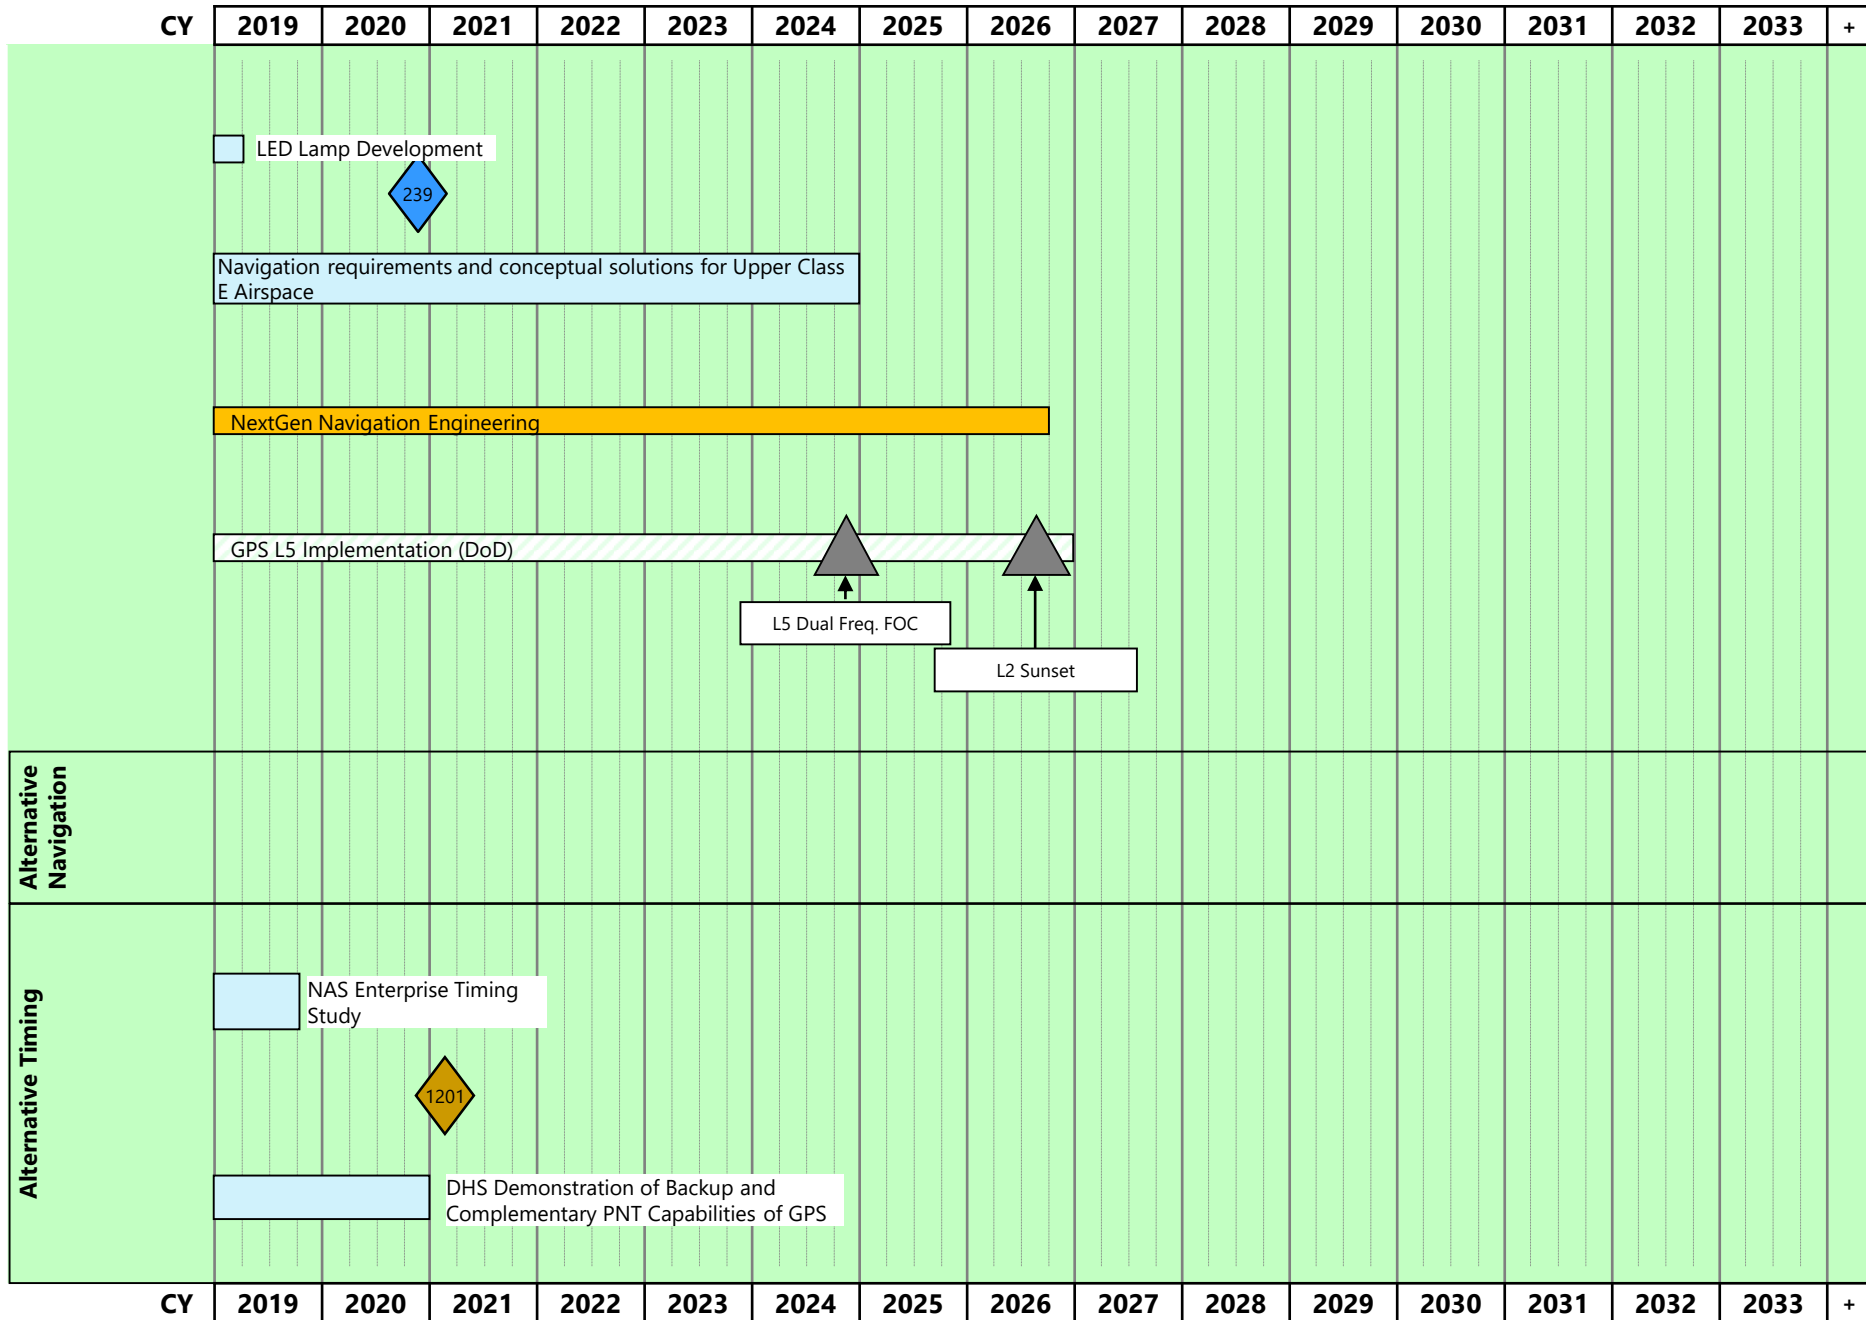 CY 2019 2020 2021 2022 2023 2024 2025 2026 2027 2028 2029 2030 2031 2032 2033 +
LED Lamp Development
239
Navigation requirements and conceptual solutions for Upper Class
E Airspace
NextGen Navigation Engineering
GPS L5 Implementation (DoD)
L5 Dual Freq. FOC
L2 Sunset
Alternative
Navigation
Alternative Timing
NAS Enterprise Timing
Study
1201
DHS Demonstration of Backup and
Complementary PNT Capabilities of GPS
CY 2019 2020 2021 2022 2023 2024 2025 2026 2027 2028 2029 2030 2031 2032 2033 +